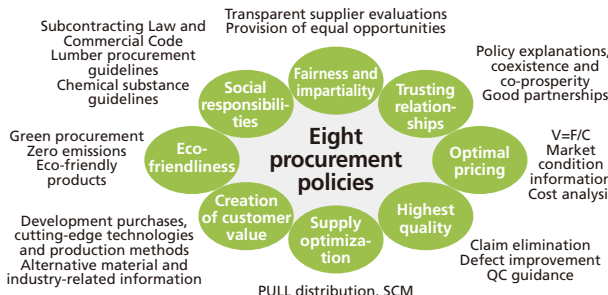 Transparent supplier evaluations
Provision of equal opportunities
Subcontracting Law and
Commercial Code
Lumber procurement
guidelines
Chemical substance
guidelines
Social
responsibili-
ties
Fairness and
impartiality
Trusting
relation-
ships
Policy explanations,
coexistence and
co-prosperity
Good partnerships
Green procurement
Zero emissions
Eco-friendly
products
Eco-
friendliness
Eight
procurement
policies
Optimal
pricing
V=F/C
Market
condition
information
Cost analysis
Creation
of customer
value
Supply
optimiza-
tion
Highest
quality
Development purchases,
cutting-edge technologies
and production methods
Alternative material and
industry-related information
Claim elimination
Defect improvement
QC guidance
PULL distribution, SCM